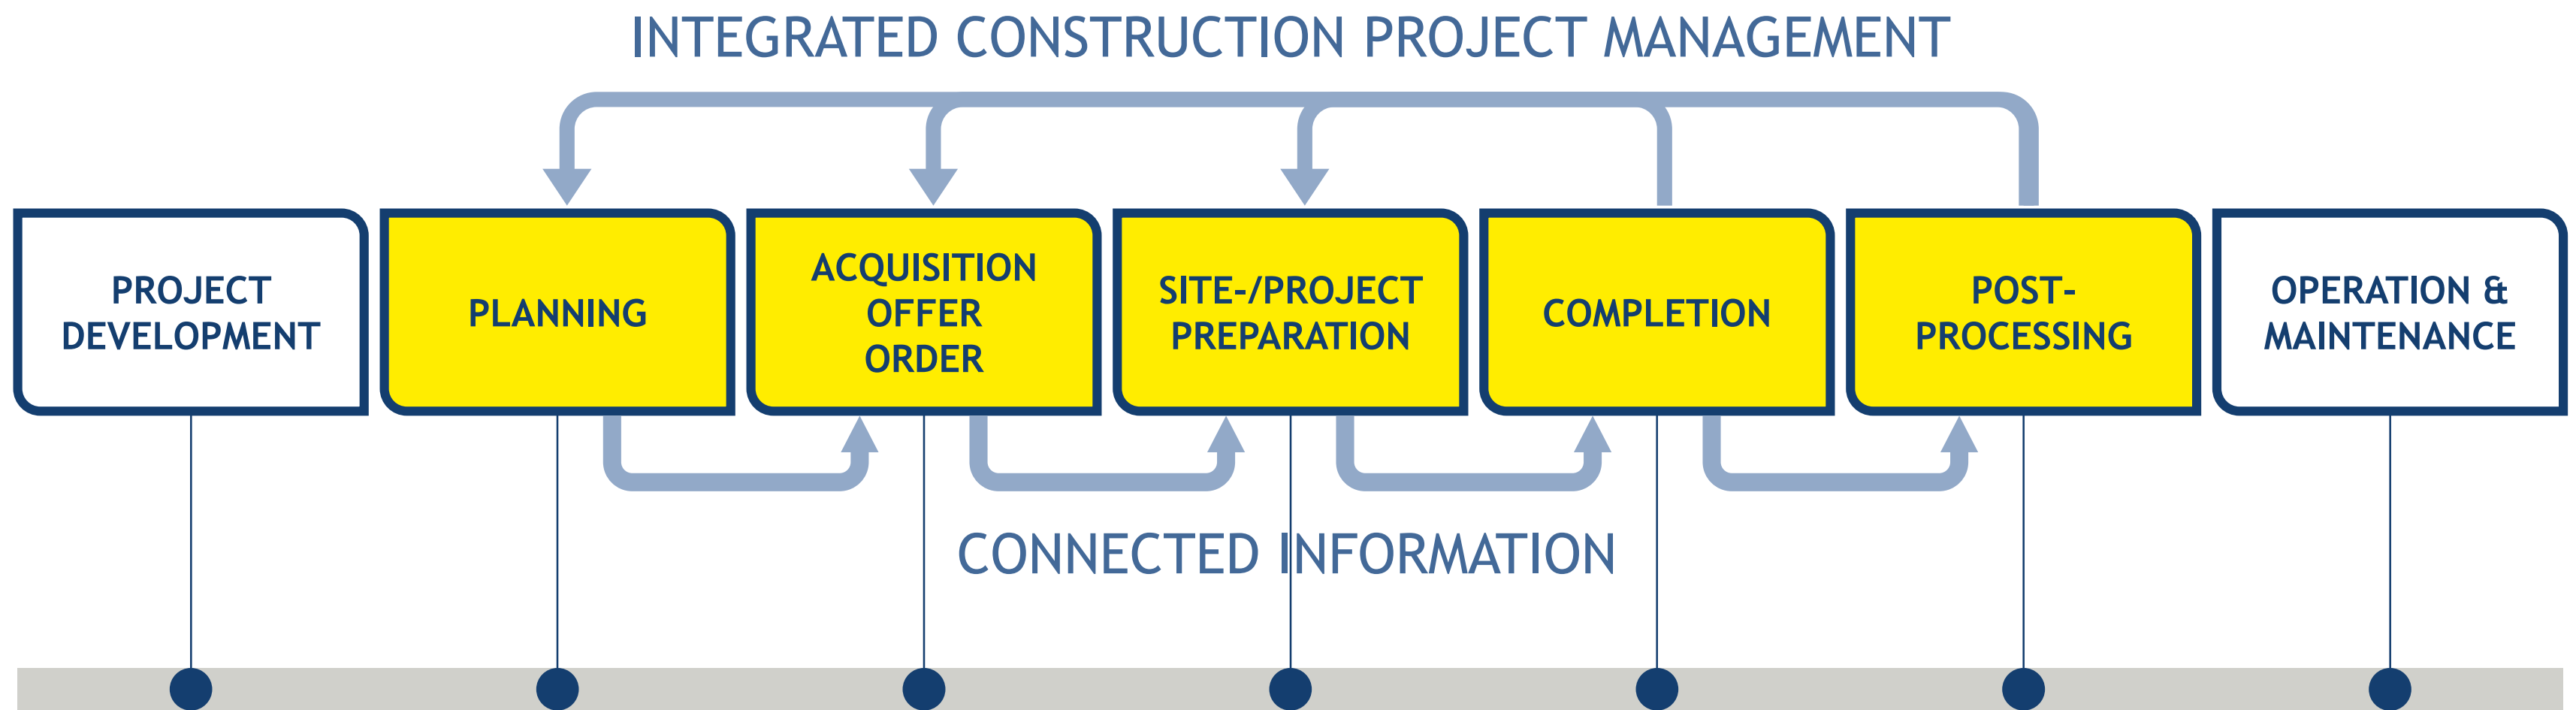 INTEGRATED CONSTRUCTION PROJECT MANAGEMENT
PROJECT
DEVELOPMENT
PLANNING
ACQUISITION
OFFER
ORDER
SITE-/PROJECT
PREPARATION
COMPLETION
POST-
PROCESSING
OPERATION &
MAINTENANCE
CONNECTED INFORMATION